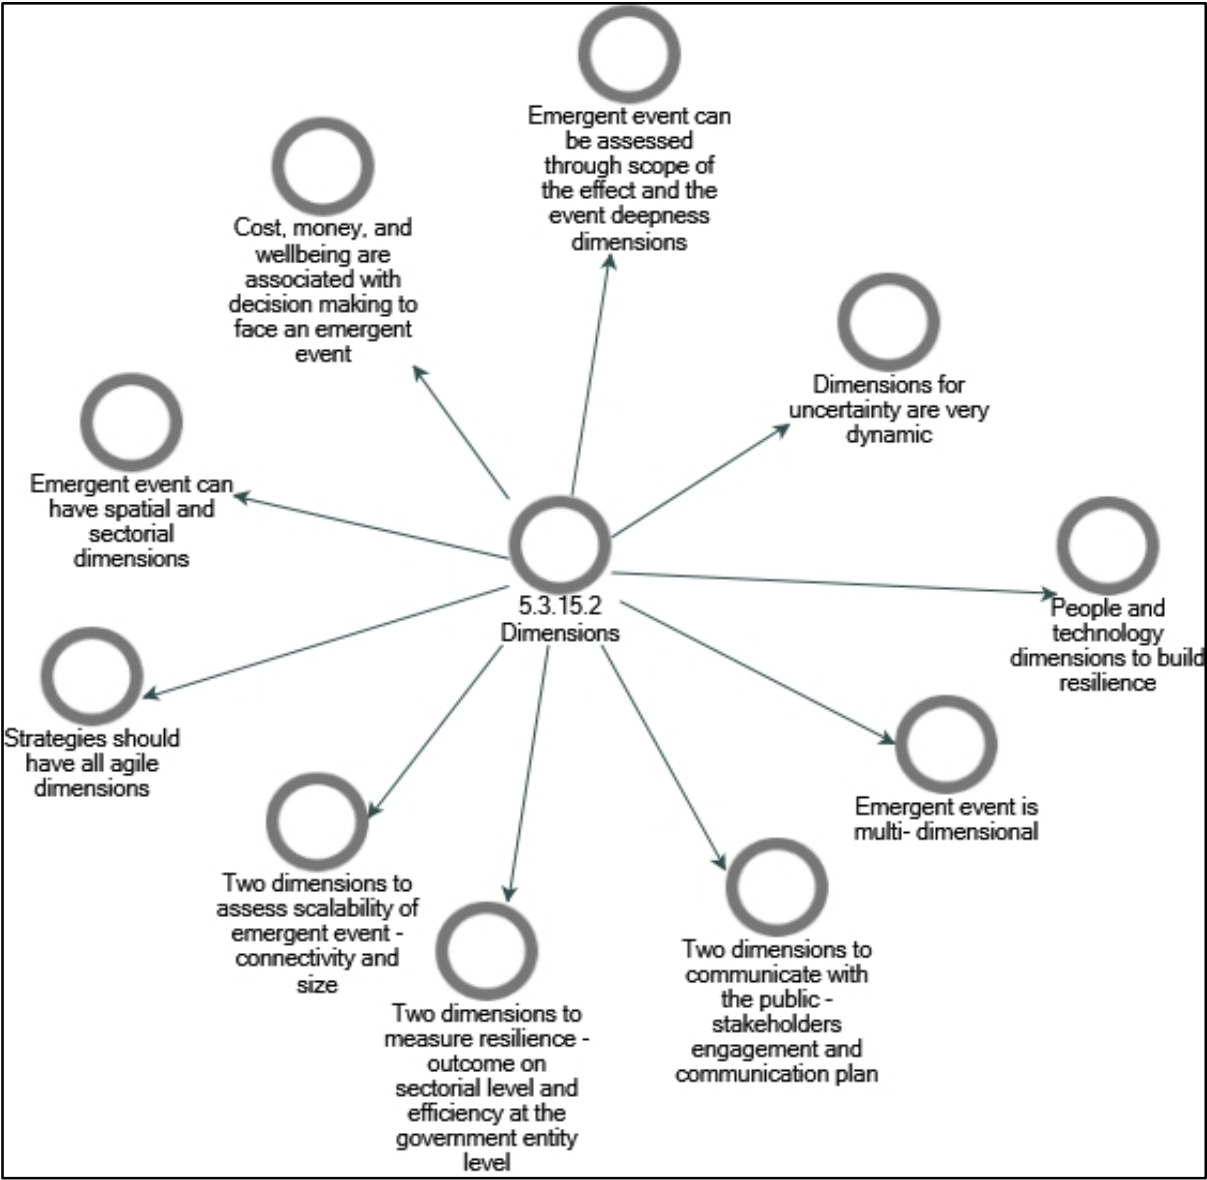 Emergent event can
be assessed
through scope of
the effect and the
event deepness
dimensions
Cost, money, and
wellbeing are
associated with
decision making to
face an emergent
event
Dimensions for
uncertainty are very
dynamic
Emergent event can
have spatial and
sectorial
dimensions
5.3.15.2
Dimensions
People and
technology
dimensions to build
resilience
Strategies should
have all agile
dimensions
Emergent event is
multi- dimensional
Two dimensions to
assess scalability of
emergent event -
connectivity and
size
Two dimensions to
measure resilience -
outcome on
sectorial level and
efficiency at the
government entity
level
Two dimensions to
communicate with
the public -
stakeholders
engagement and
communication plan